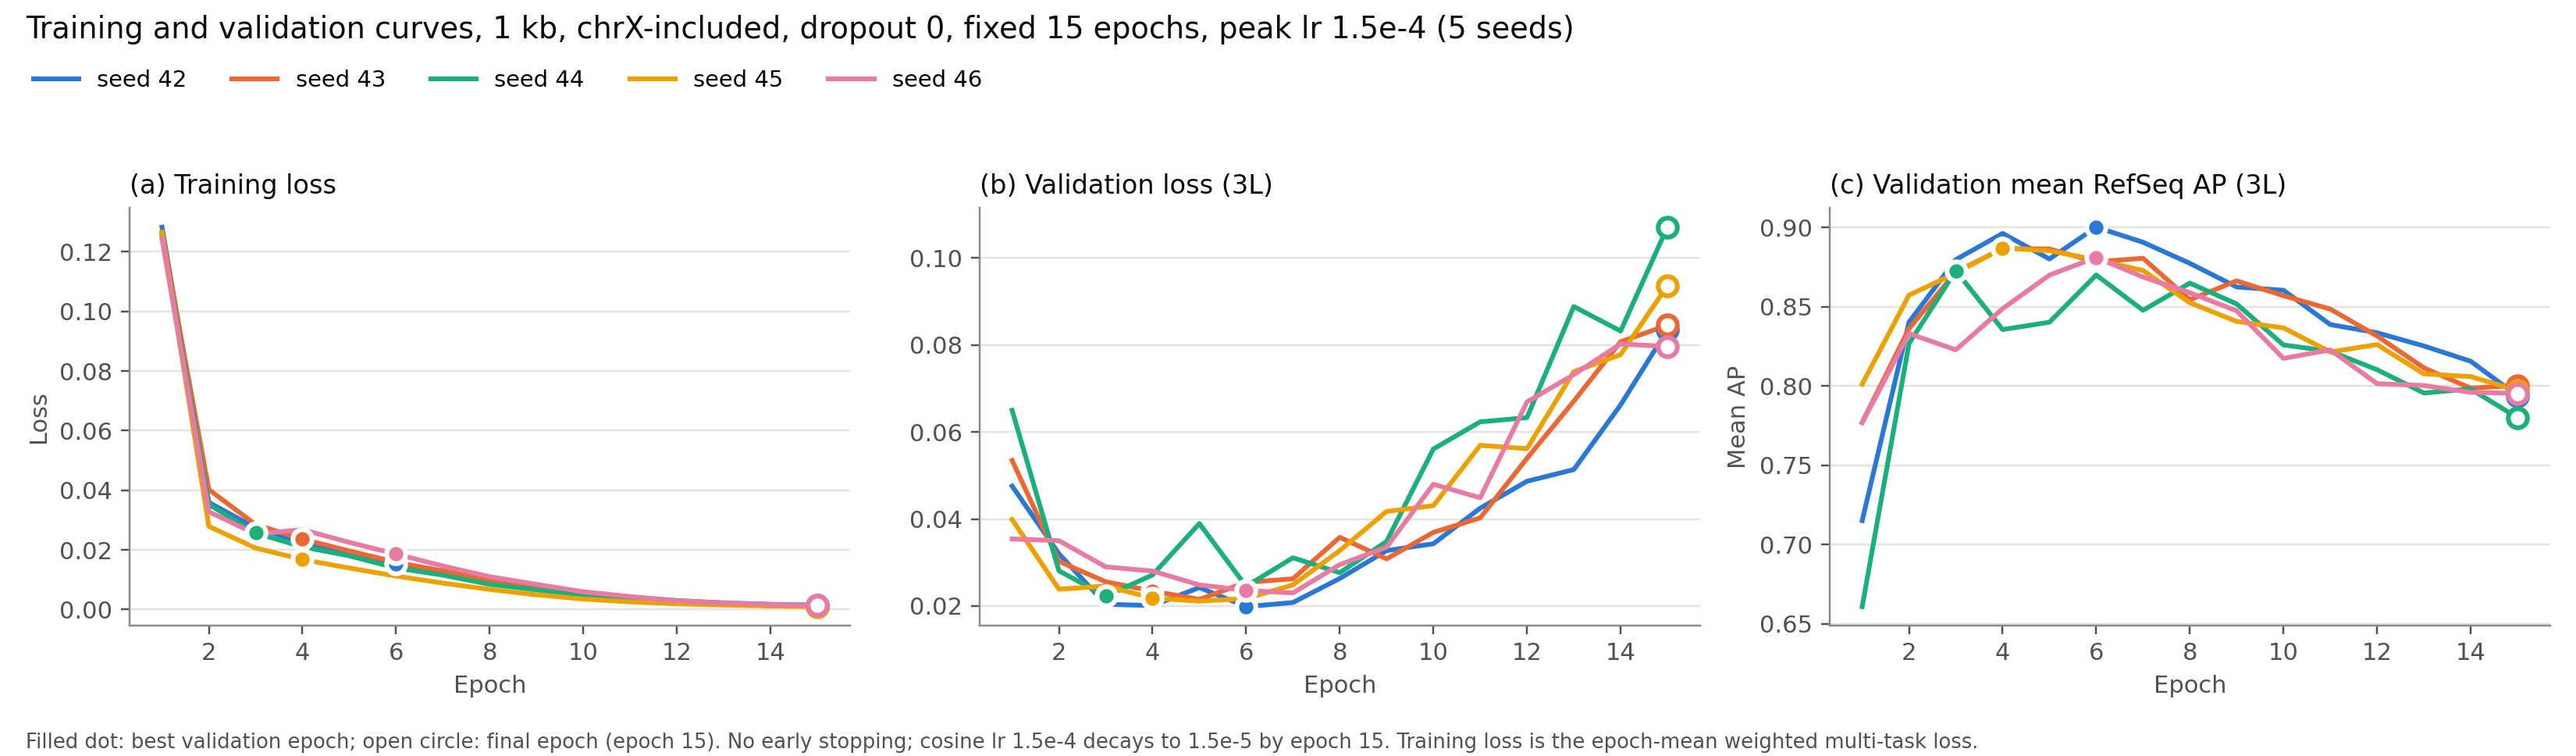 Training and validation curves, 1 kb, chrX-included, dropout 0, fixed 15 epochs, peak lr 1.5e-4 (5 seeds)
seed 42 seed 43 seed 44 seed 45 seed 46
(a) Training loss
Loss
0.12
0.10
0.08
0.06
0.04
0.02
0.00
2 4 6 8 10 12 14
Epoch
(b) Validation loss (3L)
0.10
0.08
0.06
0.04
0.02
2 4 6 8 10 12 14
Epoch
(c) Validation mean RefSeq AP (3L)
Mean AP
0.90
0.85
0.80
0.75
0.70
0.65
2 4 6 8 10 12 14
Epoch
Filled dot: best validation epoch; open circle: final epoch (epoch 15). No early stopping; cosine lr 1.5e-4 decays to 1.5e-5 by epoch 15. Training loss is the epoch-mean weighted multi-task loss.